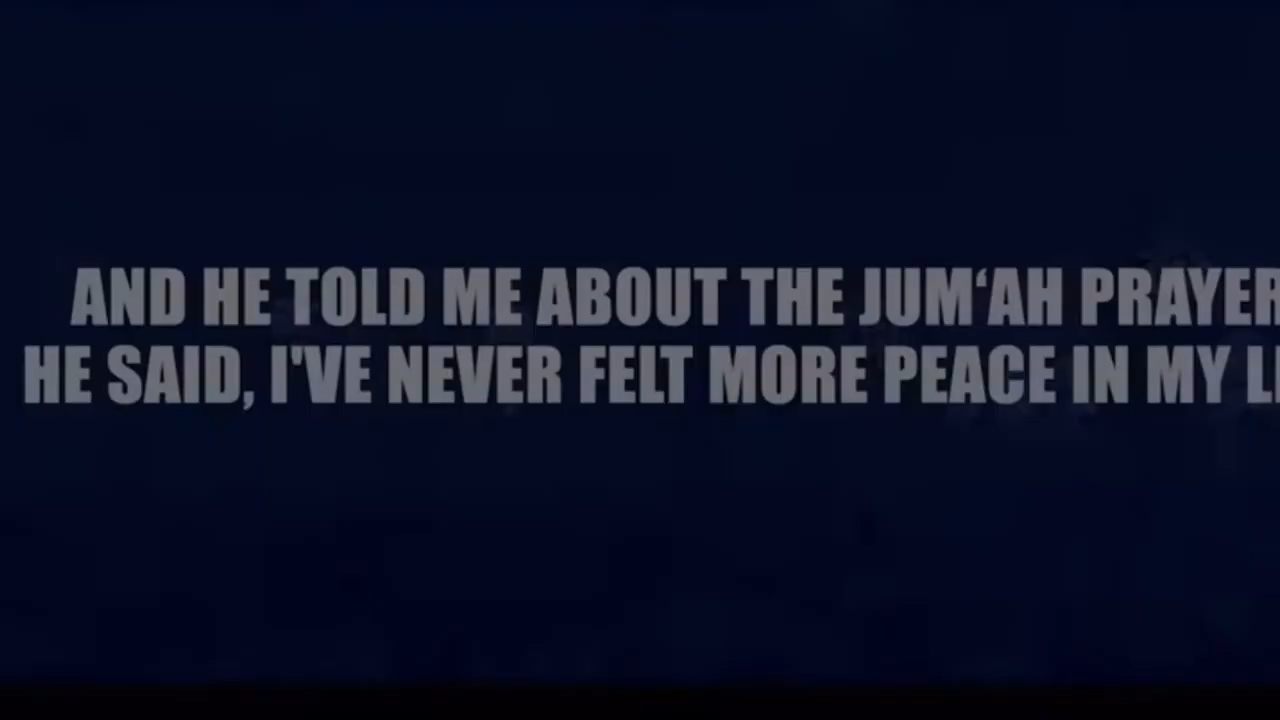 AND HE TOLD ME ABOUT THE JUM‘AH PRAYER
HE SAID, I'VE NEVER FELT MORE PEACE IN MY